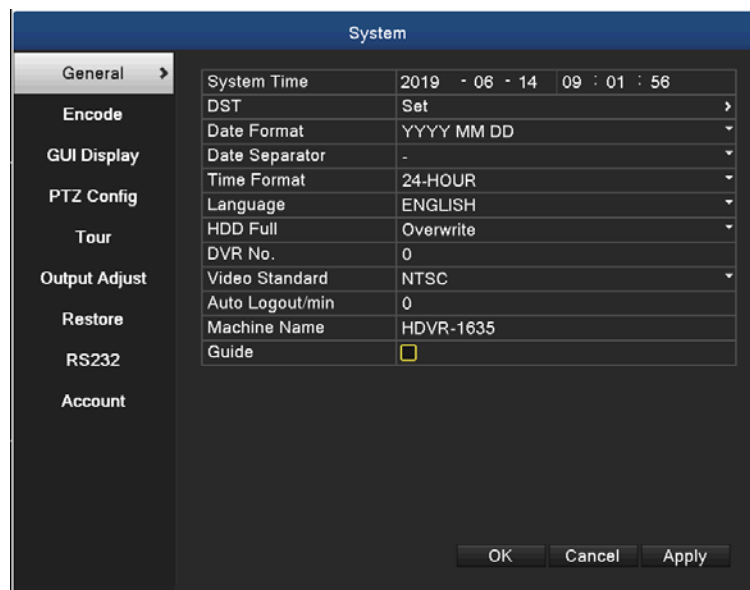 System
General
Encode
GUI Display
PTZ Config
Tour
Output Adjust
Restore
RS232
Account
System Time 2019 - 06 - 14 09 : 01 : 56
DST Set
Date Format YYYY MM DD
Date Separator -
Time Format 24-HOUR
Language ENGLISH
HDD Full Overwrite
DVR No. 0
Video Standard NTSC
Auto Logout/min 0
Machine Name HDVR-1635
Guide
OK Cancel Apply